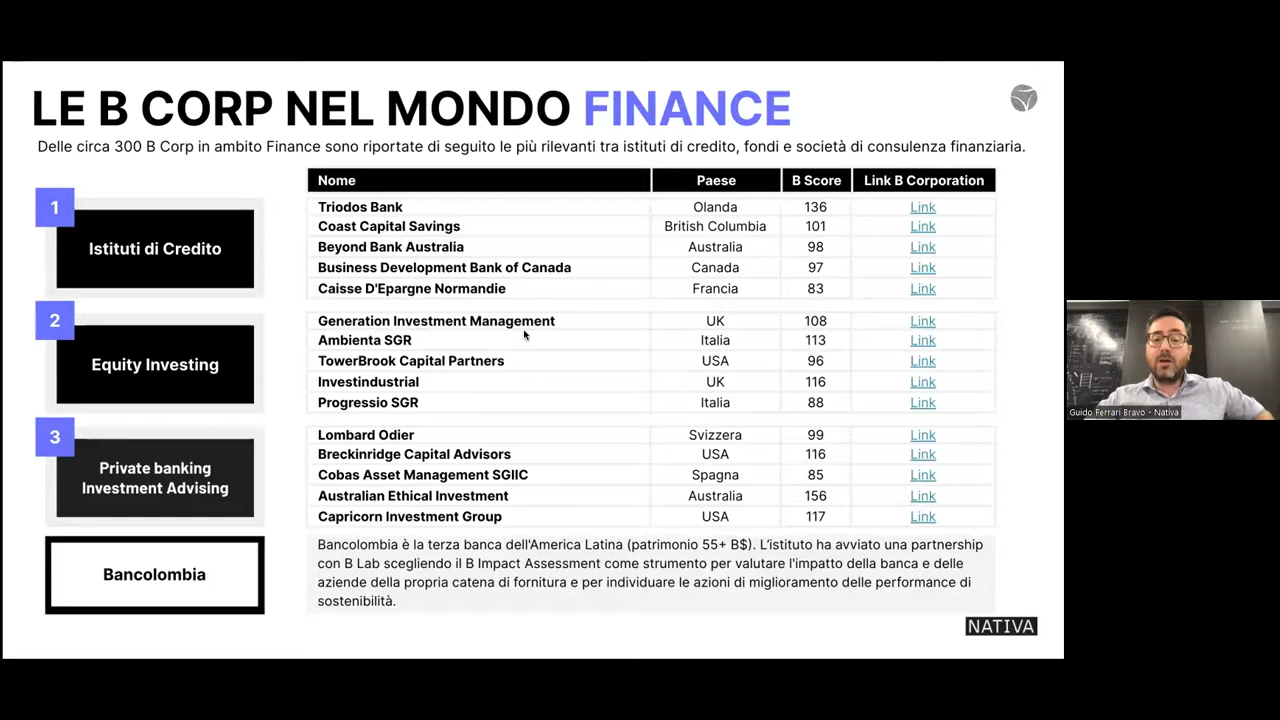 LE B CORP NEL MONDO FINANCE
Delle circa 300 B Corp in ambito Finance sono riportate di seguito le più rilevanti tra istituti di credito, fondi e società di consulenza finanziaria.
Nome Paese B Score Link B Corporation
1
Istituti di Credito
Triodos Bank Olanda 136 Link
Coast Capital Savings British Columbia 101 Link
Beyond Bank Australia Australia 98 Link
Business Development Bank of Canada Canada 97 Link
Caisse D'Epargne Normandie Francia 83 Link
2
Equity Investing
Generation Investment Management UK 108 Link
Ambienta SGR Italia 113 Link
TowerBrook Capital Partners USA 96 Link
Investindustrial UK 116 Link
Progressio SGR Italia 88 Link
3
Private banking
Investment Advising
Lombard Odier Svizzera 99 Link
Breckinridge Capital Advisors USA 116 Link
Cobas Asset Management SGIIC Spagna 85 Link
Australian Ethical Investment Australia 156 Link
Capricorn Investment Group USA 117 Link
Bancolombia
Bancolombia è la terza banca dell'America Latina (patrimonio 55+ B$). L'istituto ha avviato una partnership
con B Lab scegliendo il B Impact Assessment come strumento per valutare l'impatto della banca e delle
aziende della propria catena di fornitura e per individuare le azioni di miglioramento delle performance di
sostenibilità.
NATIVA
Guido Ferrari Bravo - Nativa